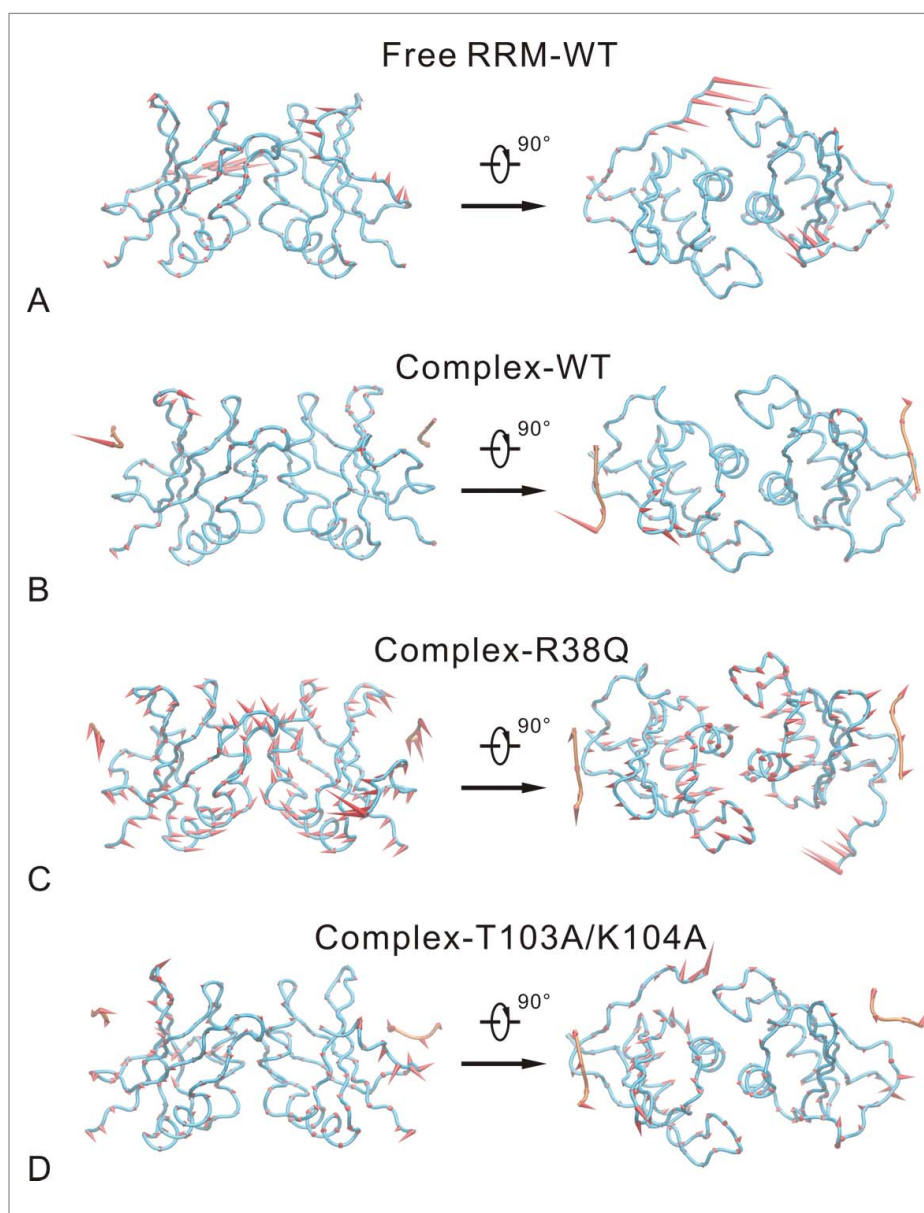 Free RRM-WT
90°
A
Complex-WT
90°
B
Complex-R38Q
90°
C
Complex-T103A/K104A
90°
D